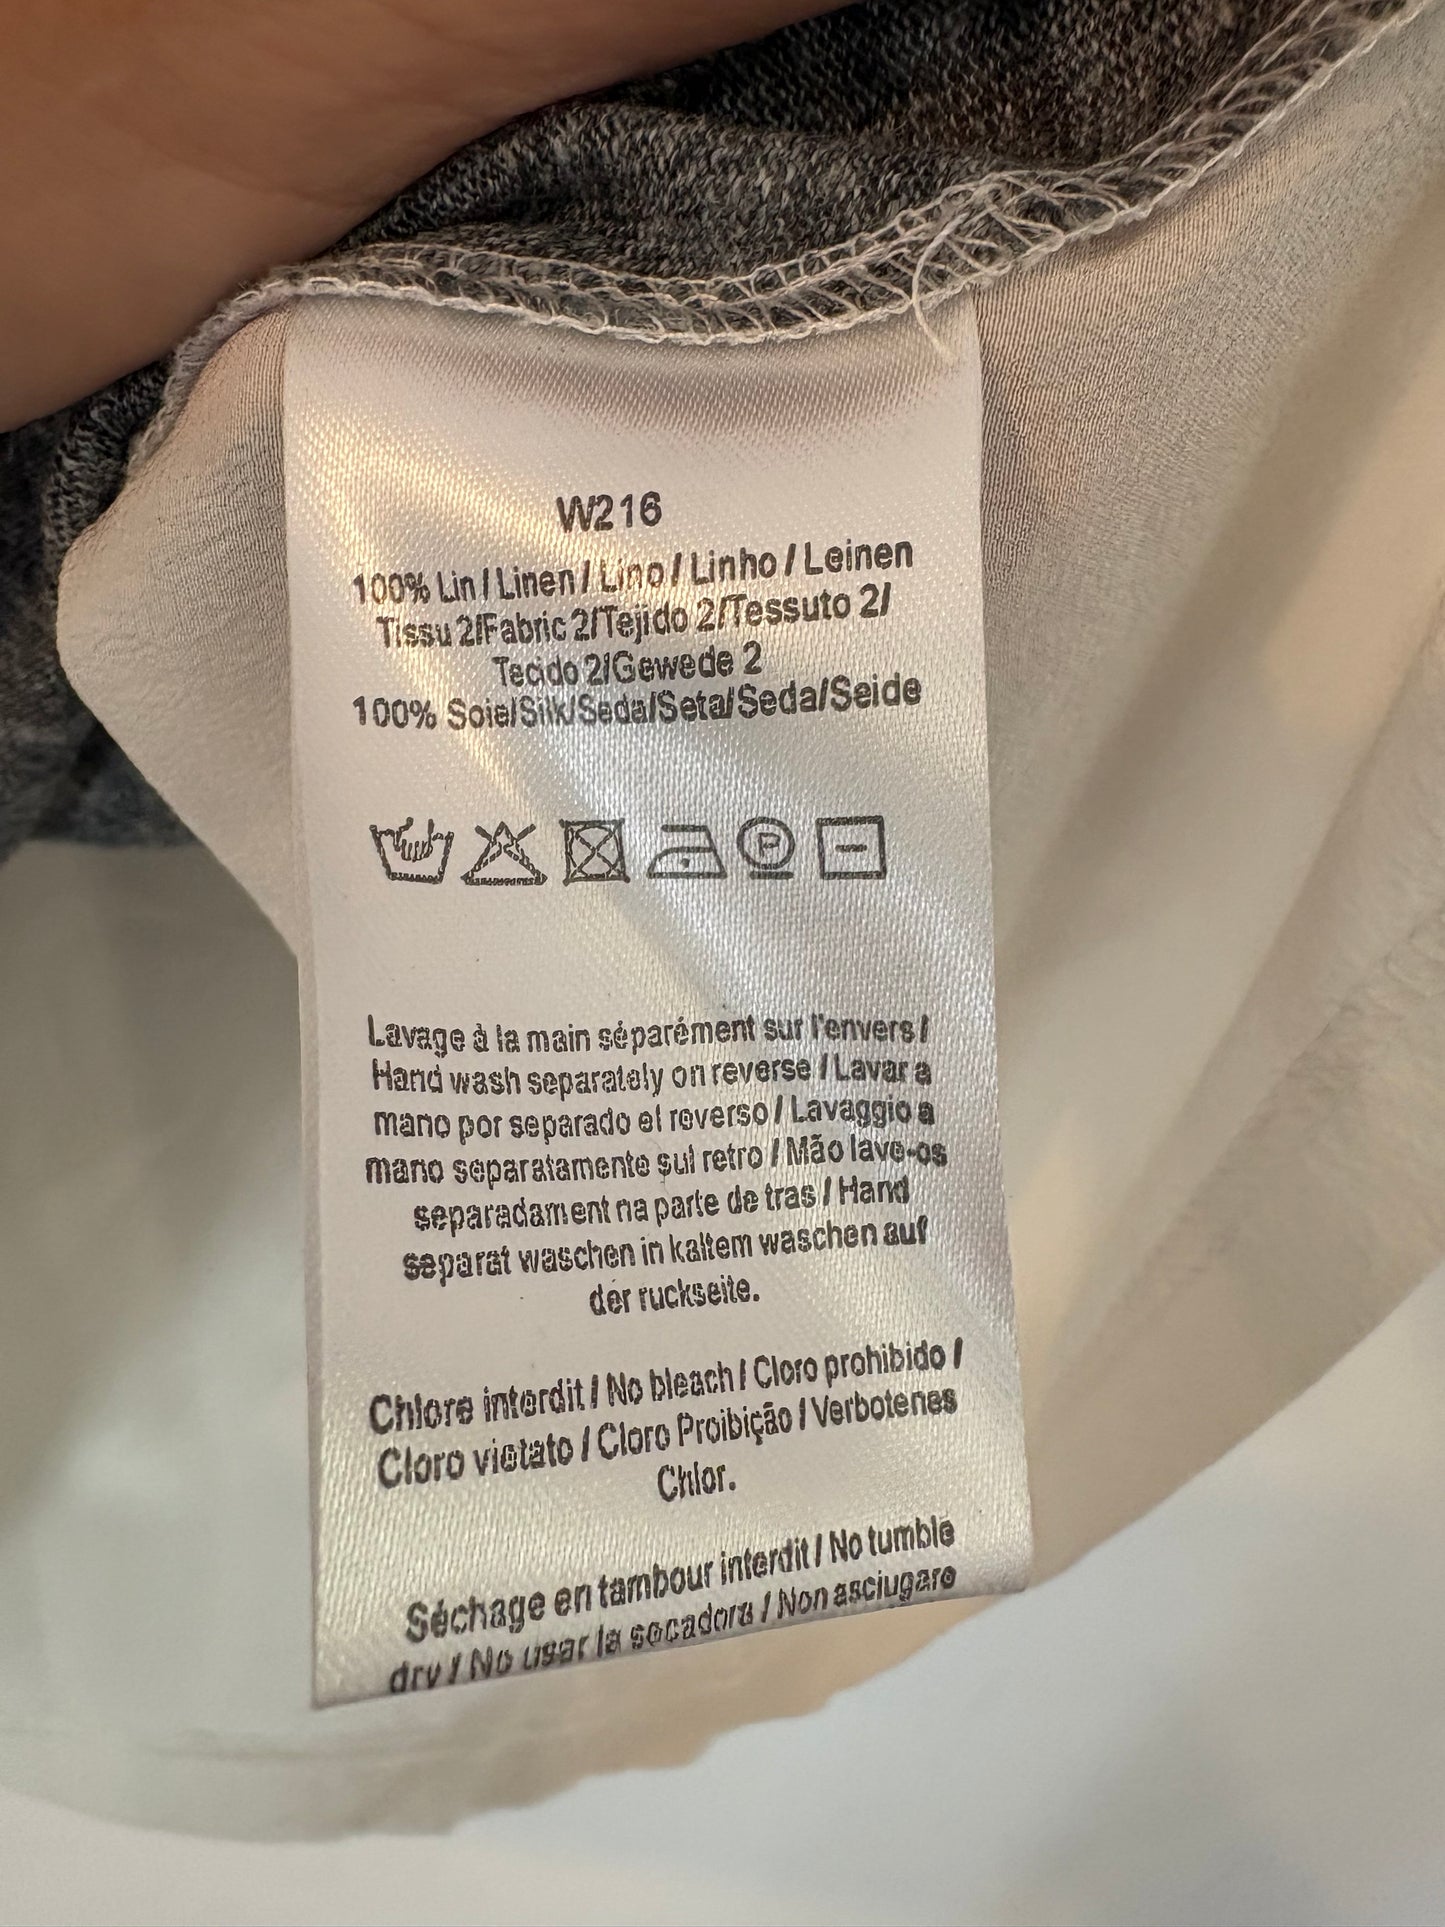 W216
100% Lin / Linen / Lino / Linho / Leinen
Tissu 2/Fabric 2/Tejido 2/Tessuto 2/
Tecido 2/Gewede 2
100% Soie/Silk/Seda/Seta/Seda/Seide
P
Lavage à la main séparément sur l'envers /
Hand wash separately on reverse / Lavar a
mano por separado el reverso / Lavaggio a
mano separatamente sul retro / Mão lave-os
separadament na parte de tras / Hand
separat waschen in kaltem waschen auf
der ruckseite.
Chlore interdit / No bleach / Cloro prohibido /
Cloro vietato / Cloro Proibição / Verbotenes
Chlor.
Séchage en tambour interdit / No tumble
dry / No usar la secadora / Non asciugare